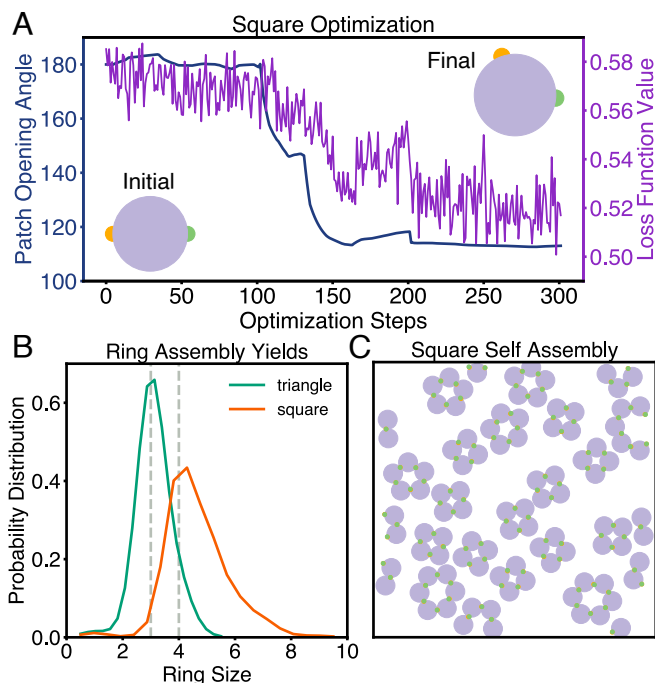 A
Square Optimization
180
160
140
120
100
Patch Opening Angle
Initial
Final
0.58
0.56
0.54
0.52
0.50
Loss Function Value
0 50 100 150 200 250 300
Optimization Steps
B
Ring Assembly Yields
triangle
square
0.6
0.4
0.2
0.0
Probability Distribution
0 2 4 6 8 10
Ring Size
C
Square Self Assembly